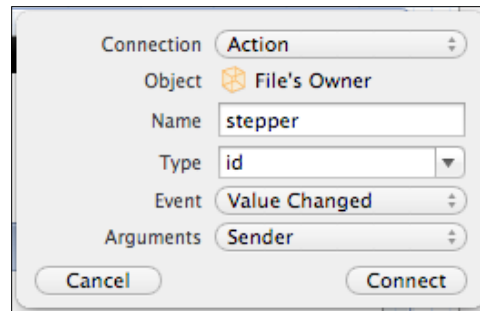 Connection Action
Object File's Owner
Name stepper
Type id
Event Value Changed
Arguments Sender
Cancel Connect